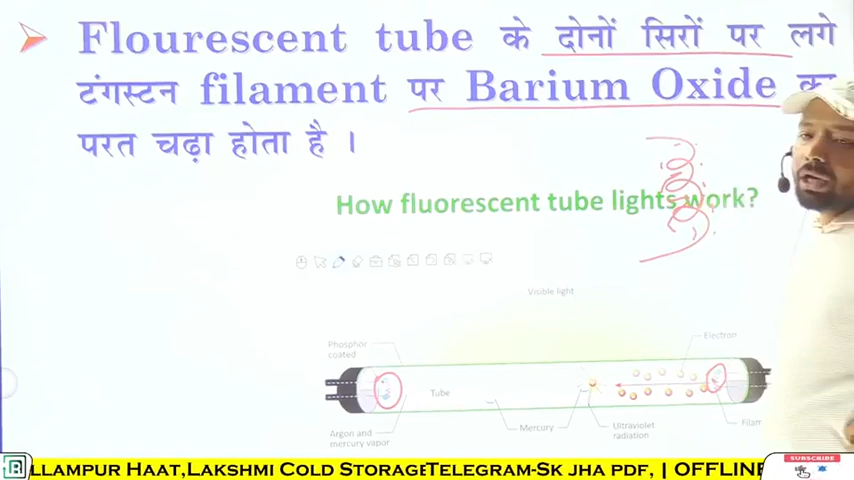 Flourescent tube के दोनों सिरों पर लगे
टंगस्टन filament पर Barium Oxide का
परत चढ़ा होता है ।
How fluorescent tube lights work?
Visible light
Phosphor
coated
Electron
Tube
Mercury
Ultraviolet
radiation
Argon and
mercury vapor
LLAMPUR HAAT,LAKSHMI COLD STORAGE TELEGRAM-SK JHA PDF, | OFFLINE
SUBSCRIBE